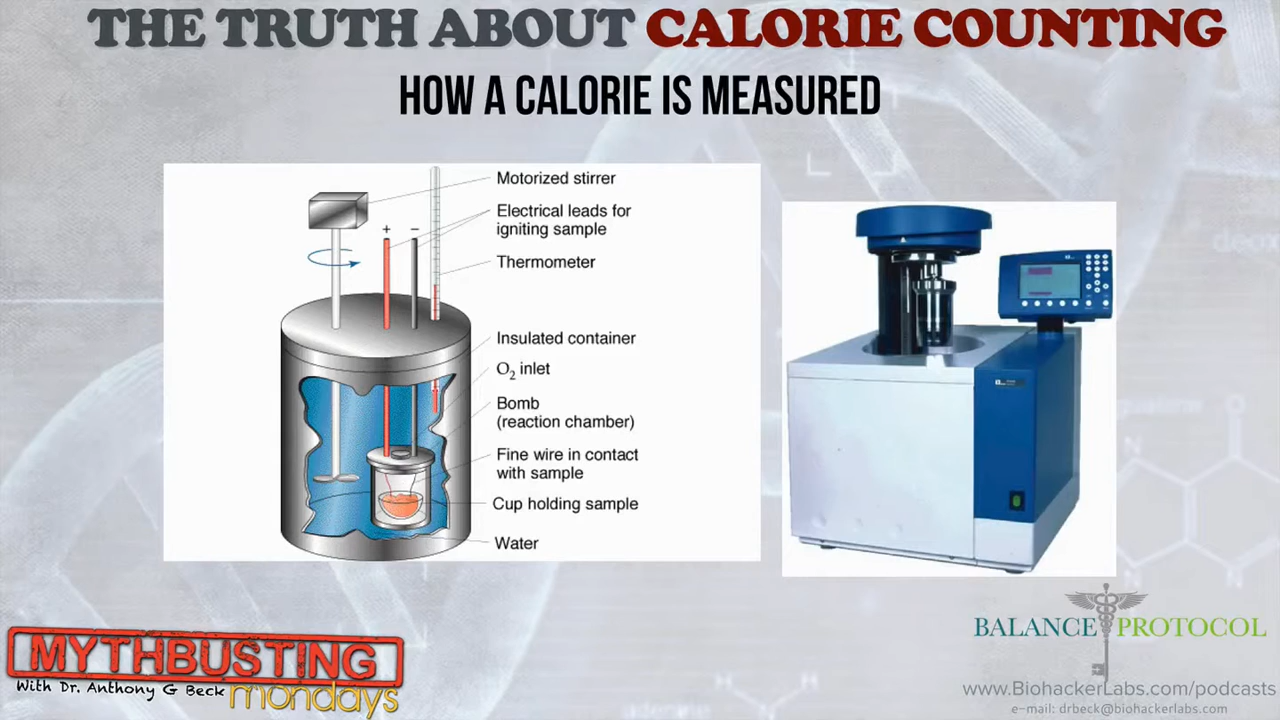 THE TRUTH ABOUT CALORIE COUNTING
HOW A CALORIE IS MEASURED
Motorized stirrer
+ −
Electrical leads for
igniting sample
Thermometer
Insulated container
O₂ inlet
Bomb
(reaction chamber)
Fine wire in contact
with sample
Cup holding sample
Water
MYTHBUSTING
With Dr. Anthony G Beck
mondays
BALANCE PROTOCOL
www.BiohackerLabs.com/podcasts
e-mail: drbeck@biohackerlabs.com